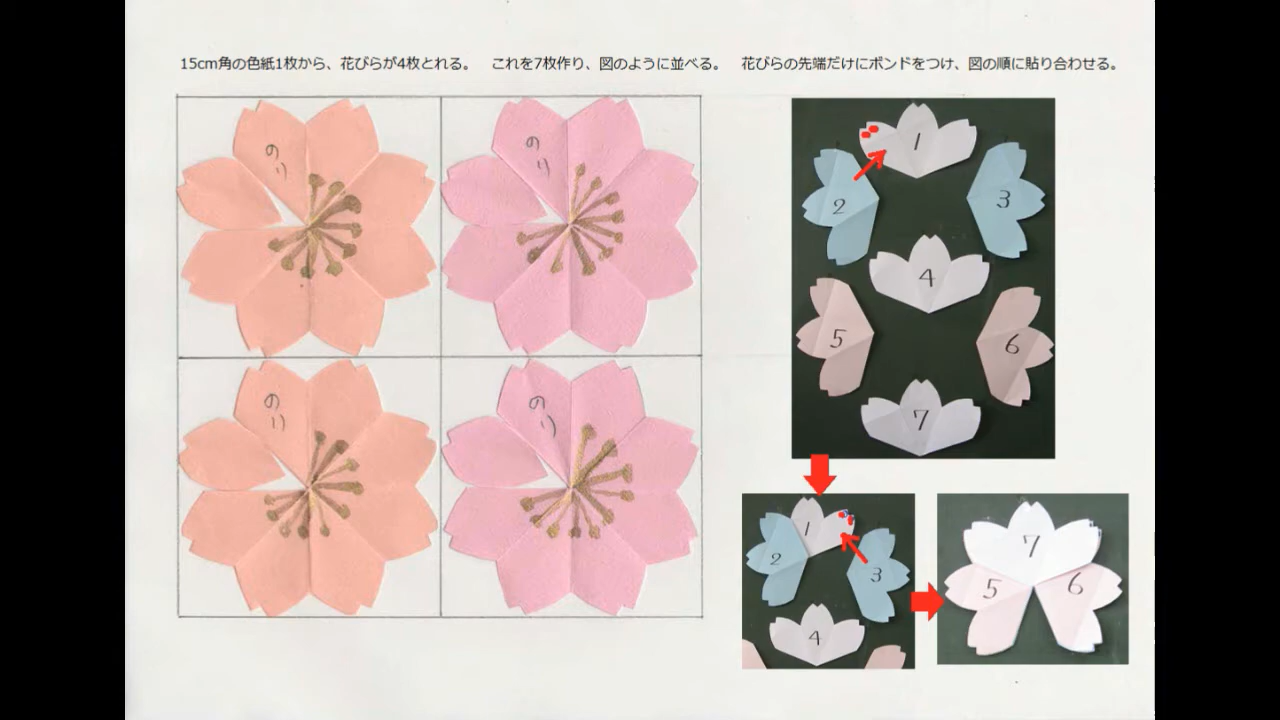 15cm角の色紙1枚から、花びらが4枚とれる。 これを7枚作り、図のように並べる。 花びらの先端だけにボンドをつけ、図の順に貼り合わせる。
のり
のり
のり
のり
1
2
3
4
5
6
7
1
2
3
4
7
5
6